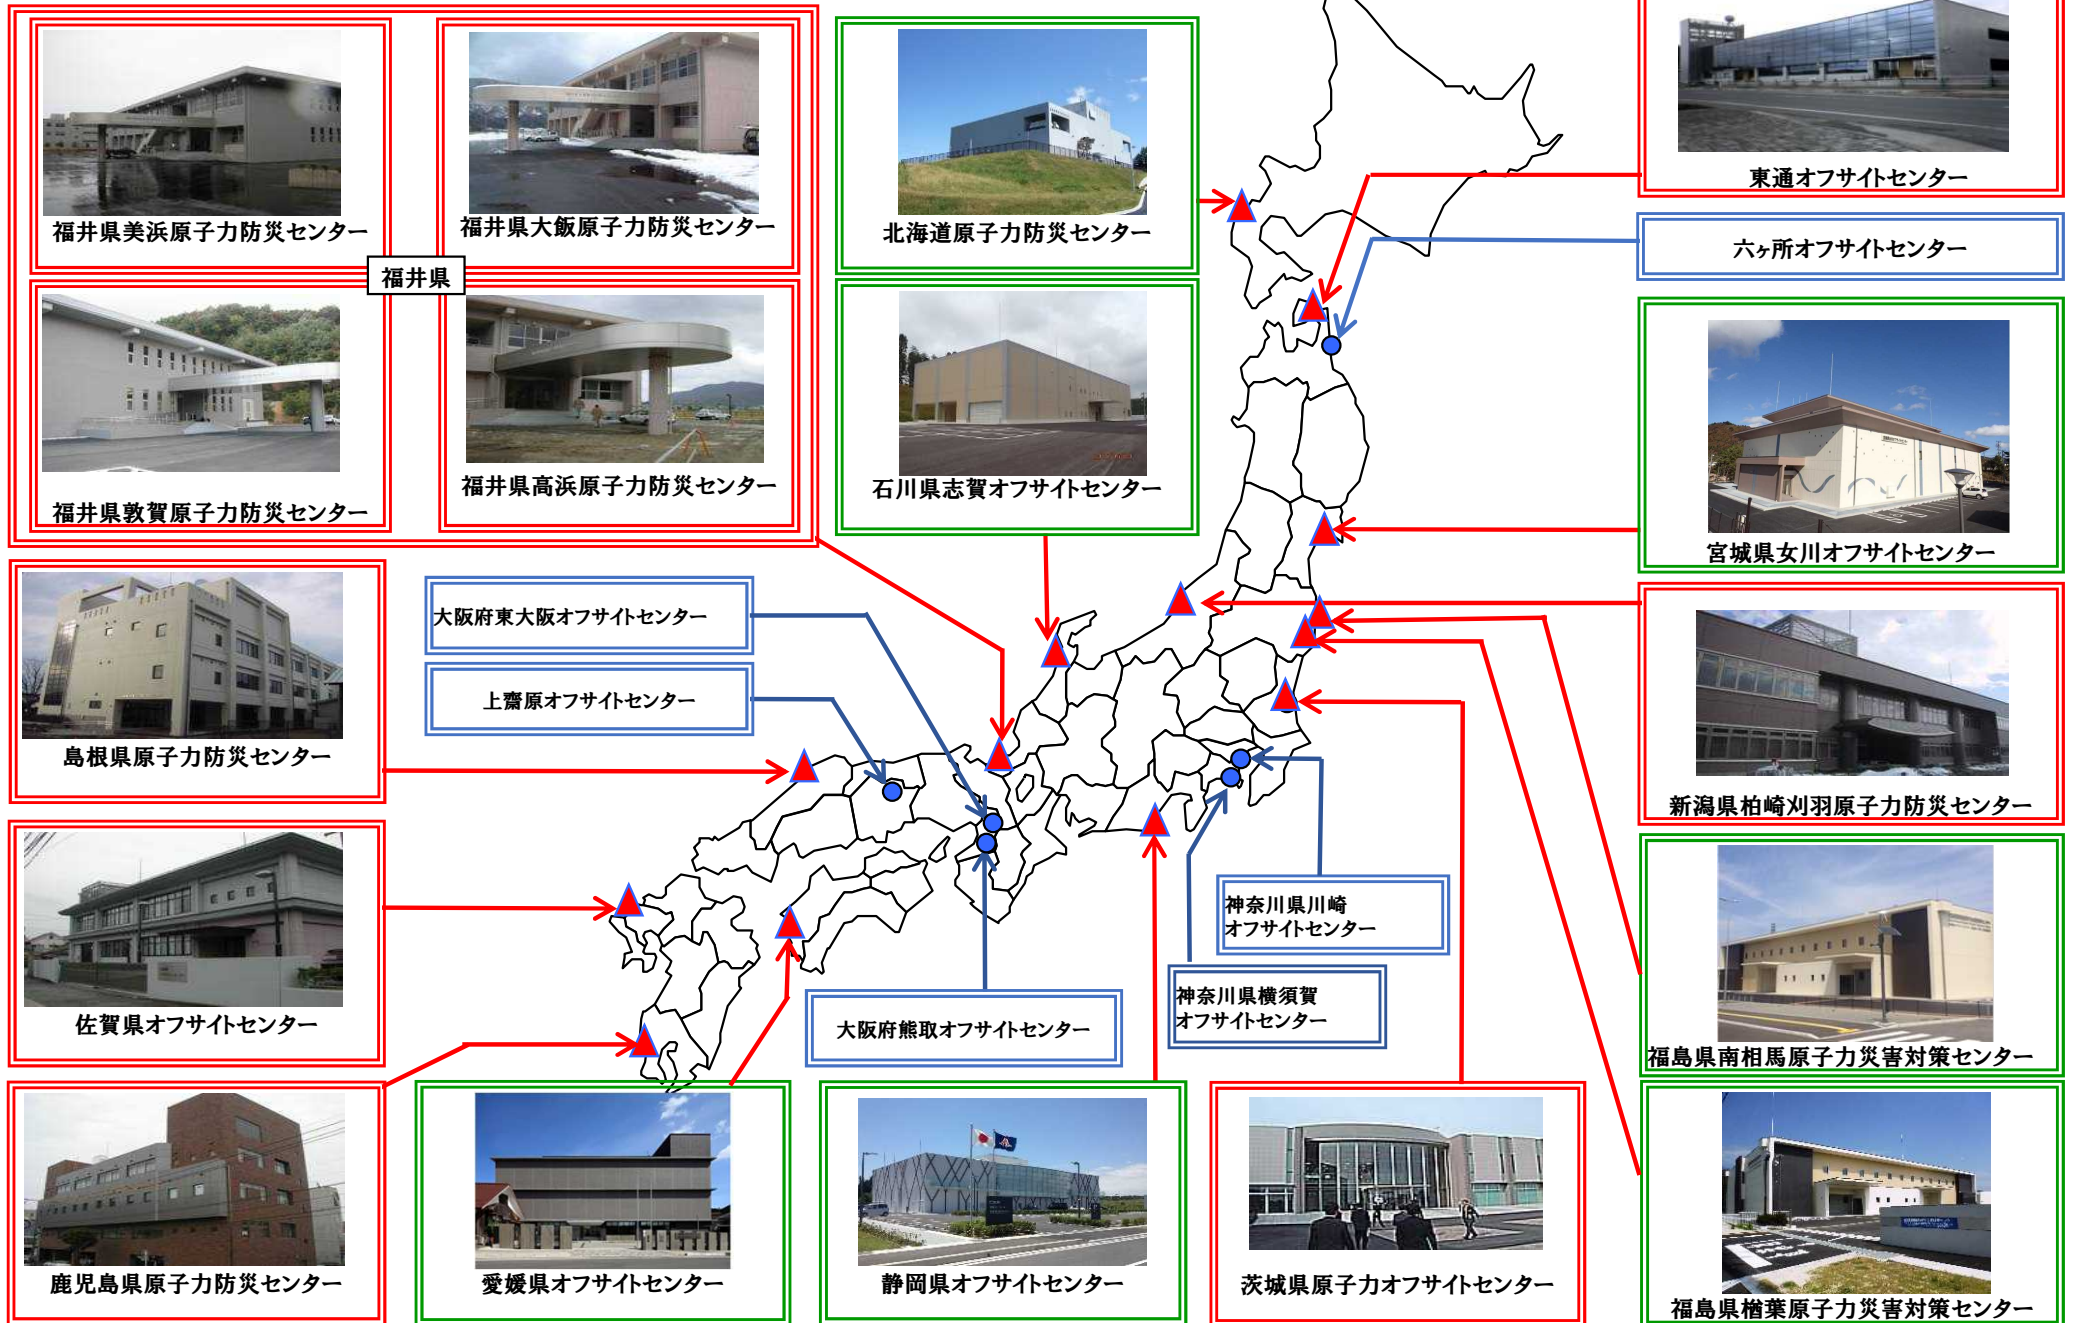 福井県美浜原子力防災センター
福井県大飯原子力防災センター
北海道原子力防災センター
東通オフサイトセンター
六ヶ所オフサイトセンター
福井県
福井県敦賀原子力防災センター
福井県高浜原子力防災センター
石川県志賀オフサイトセンター
宮城県女川オフサイトセンター
大阪府東大阪オフサイトセンター
上齋原オフサイトセンター
島根県原子力防災センター
新潟県柏崎刈羽原子力防災センター
神奈川県川崎
オフサイトセンター
神奈川県横須賀
オフサイトセンター
大阪府熊取オフサイトセンター
佐賀県オフサイトセンター
福島県南相馬原子力災害対策センター
鹿児島県原子力防災センター
愛媛県オフサイトセンター
静岡県オフサイトセンター
茨城県原子力オフサイトセンター
福島県楢葉原子力災害対策センター